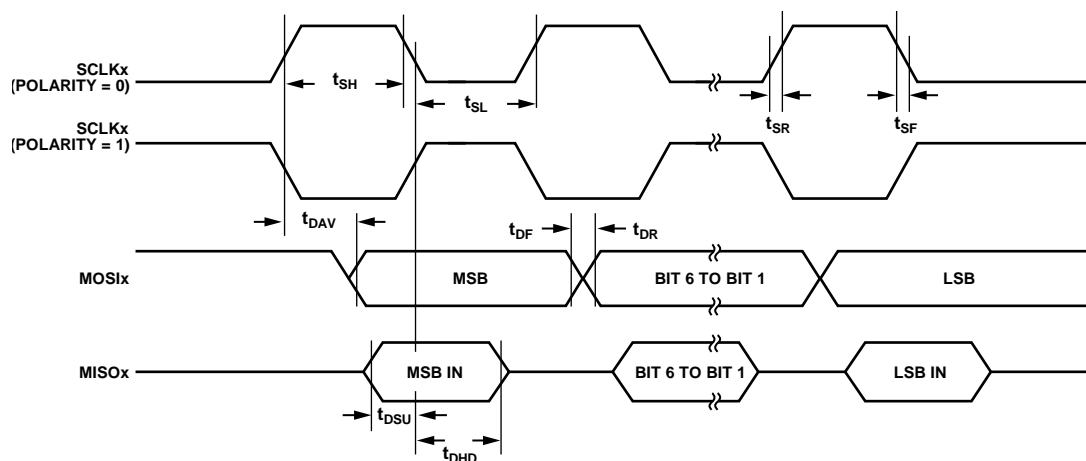 SCLKx
(POLARITY = 0)
tSH
tSL
tSR
tSF
SCLKx
(POLARITY = 1)
tDAV
tDF
tDR
MOSIx
MSB
BIT 6 TO BIT 1
LSB
MISOx
MSB IN
BIT 6 TO BIT 1
LSB IN
tDSU
tDHD